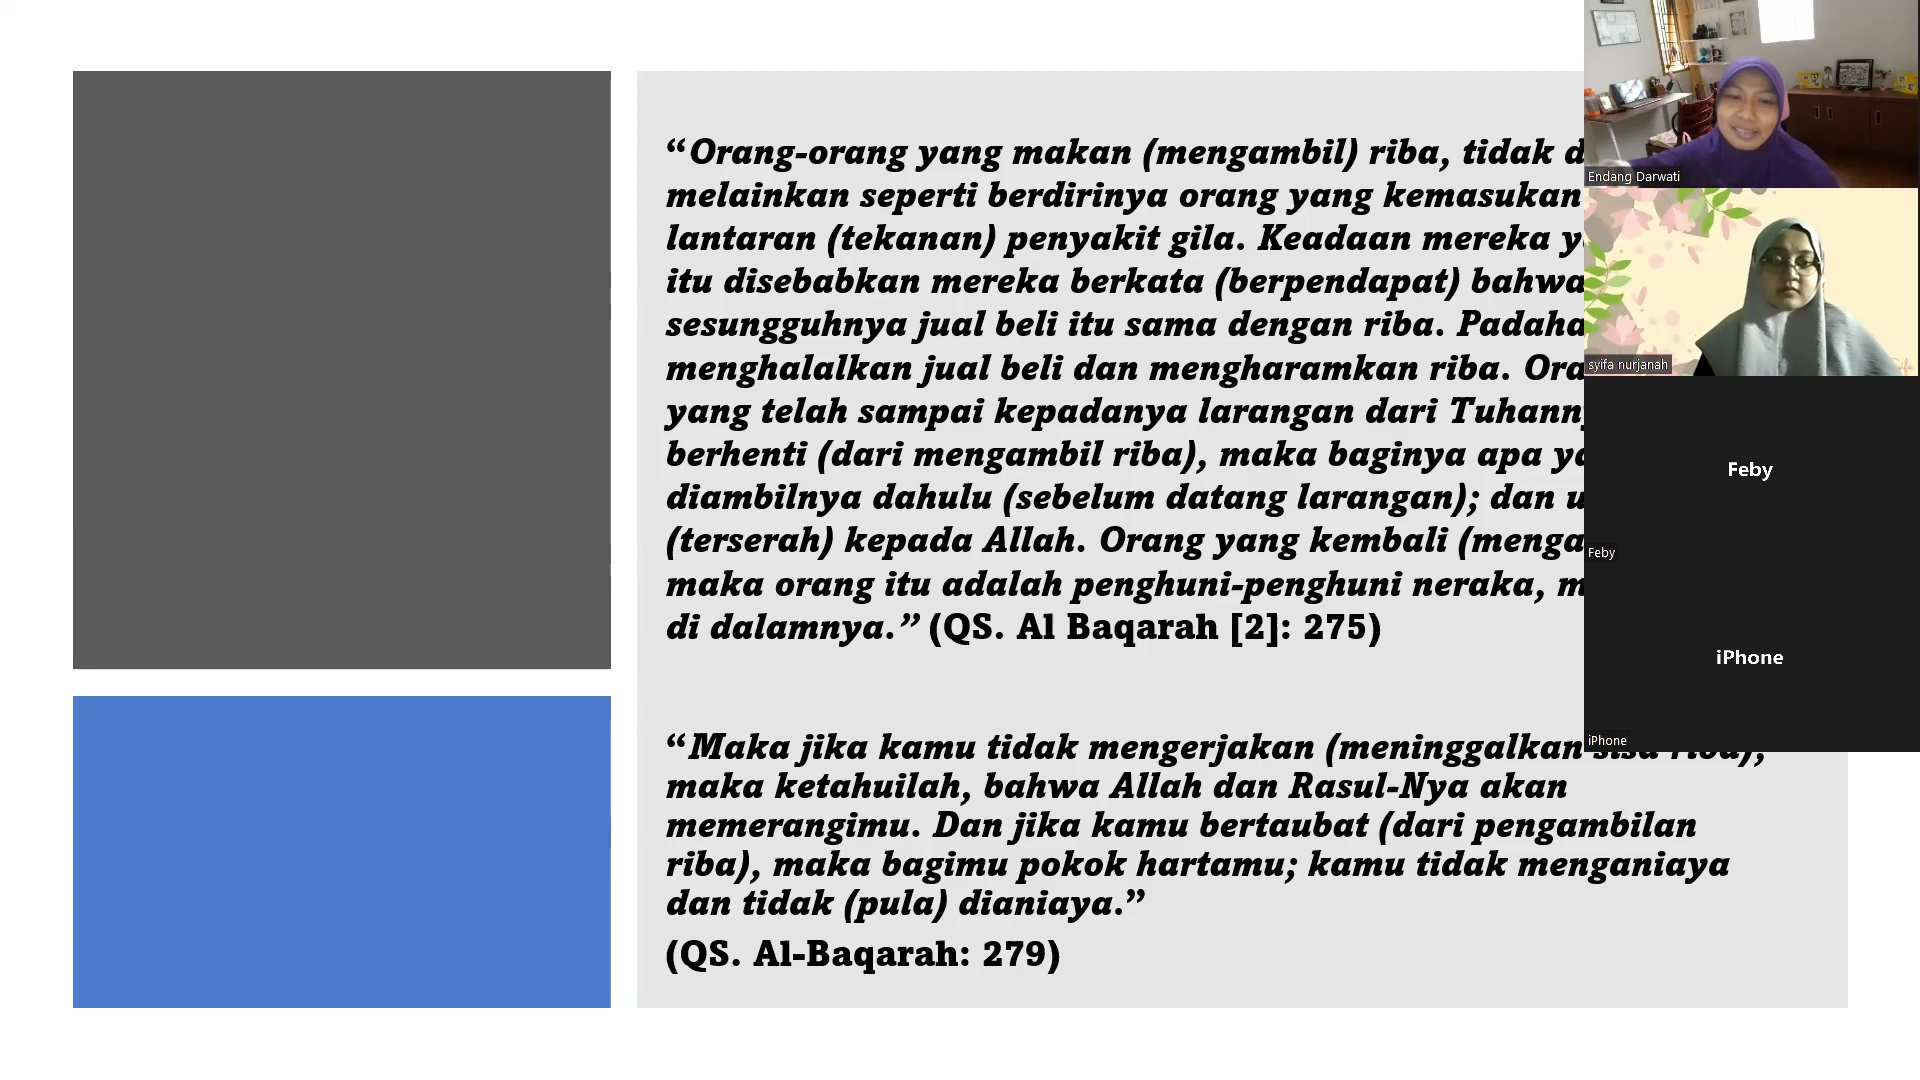 “Orang-orang yang makan (mengambil) riba, tidak
melainkan seperti berdirinya orang yang kemasukan
lantaran (tekanan) penyakit gila. Keadaan mereka
itu disebabkan mereka berkata (berpendapat) bahwa
sesungguhnya jual beli itu sama dengan riba.
menghalalkan jual beli dan mengharamkan riba.
yang telah sampai kepadanya larangan dari
berhenti (dari mengambil riba), maka baginya apa
diambilnya dahulu (sebelum datang larangan); dan
(terserah) kepada Allah. Orang yang kembali
maka orang itu adalah penghuni-penghuni neraka,
di dalamnya.” (QS. Al Baqarah [2]: 275)
“Maka jika kamu tidak mengerjakan (meninggalkan sisa riba),
maka ketahuilah, bahwa Allah dan Rasul-Nya akan
memerangimu. Dan jika kamu bertaubat (dari pengambilan
riba), maka bagimu pokok hartamu; kamu tidak menganiaya
dan tidak (pula) dianiaya.”
(QS. Al-Baqarah: 279)
Endang Darwati
syifa nurjanah
Feby
Feby
iPhone
iPhone